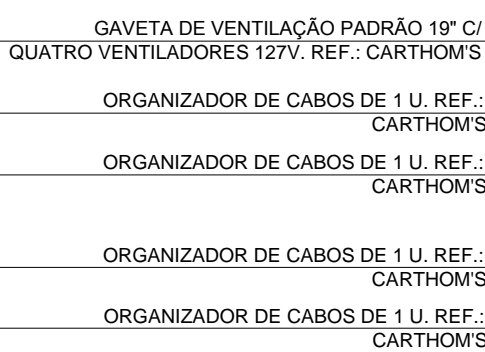 GAVETA DE VENTILAÇÃO PADRÃO 19" C/
QUATRO VENTILADORES 127V. REF.: CARTHOM'S
ORGANIZADOR DE CABOS DE 1 U. REF.:
CARTHOM'S
ORGANIZADOR DE CABOS DE 1 U. REF.:
CARTHOM'S
ORGANIZADOR DE CABOS DE 1 U. REF.:
CARTHOM'S
ORGANIZADOR DE CABOS DE 1 U. REF.:
CARTHOM'S